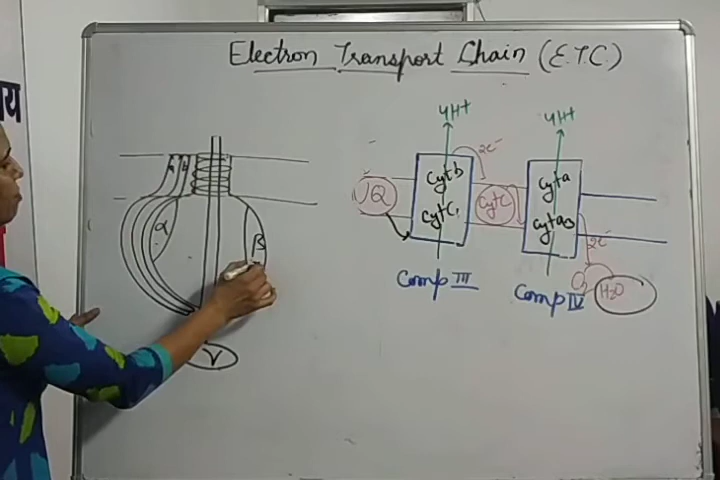 Electron Transport Chain (E.T.C.)
4H+
4H+
2e-
Cyt b
Cyt C1
Q
Cyt C
Cyt a
Cyt a3
2e-
O2
H2O
Comp III
Comp IV
α
β
γ
य